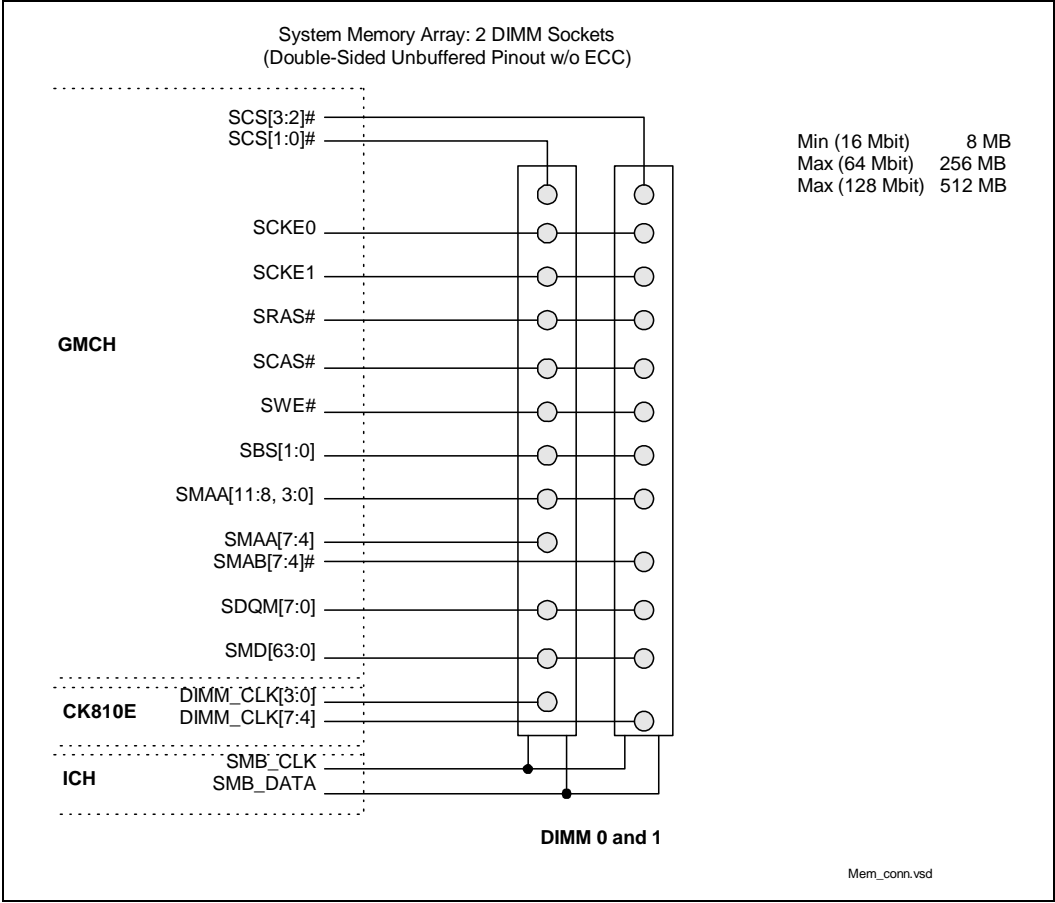 System Memory Array: 2 DIMM Sockets
(Double-Sided Unbuffered Pinout w/o ECC)
SCS[3:2]#
SCS[1:0]#
Min (16 Mbit) 8 MB
Max (64 Mbit) 256 MB
Max (128 Mbit) 512 MB
SCKE0
SCKE1
SRAS#
GMCH
SCAS#
SWE#
SBS[1:0]
SMAA[11:8, 3:0]
SMAA[7:4]
SMAB[7:4]#
SDQM[7:0]
SMD[63:0]
DIMM_CLK[3:0]
CK810E
DIMM_CLK[7:4]
SMB_CLK
ICH
SMB_DATA
DIMM 0 and 1
Mem_conn.vsd